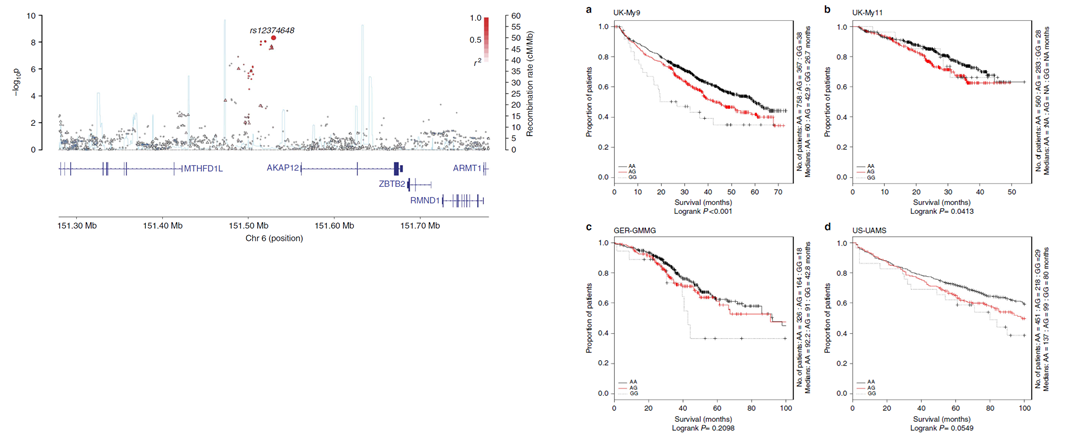 rs12374648
−log10p
10
8
6
4
2
0
1.0
0.5
r2
60
55
50
45
40
35
30
25
20
15
10
5
0
Recombination rate (cM/Mb)
MTHFD1L
AKAP12
ARMT1
ZBTB2
RMND1
151.30 Mb 151.40 Mb 151.50 Mb 151.60 Mb 151.70 Mb
Chr 6 (position)
a
UK-My9
Proportion of patients
1.0
0.8
0.6
0.4
0.2
0.0
AA
AG
GG
0 10 20 30 40 50 60 70
Survival (months)
Logrank P <0.001
No. of patients: AA = 758 : AG = 367 : GG =38
Medians: AA = 60 : AG = 42.9 : GG = 26.7 months
b
UK-My11
Proportion of patients
1.0
0.8
0.6
0.4
0.2
0.0
AA
AG
GG
0 10 20 30 40 50
Survival (months)
Logrank P= 0.0413
No. of patients: AA = 560 : AG = 283 : GG = 28
Medians: AA = NA : AG = NA : GG = NA months
c
GER-GMMG
Proportion of patients
1.0
0.8
0.6
0.4
0.2
0.0
AA
AG
GG
0 20 40 60 80 100
Survival (months)
Logrank P= 0.2098
No. of patients: AA = 326 : AG = 164 : GG =18
Medians: AA = 92.2 : AG = 91 : GG = 42.8 months
d
US-UAMS
Proportion of patients
1.0
0.8
0.6
0.4
0.2
0.0
AA
AG
GG
0 20 40 60 80 100
Survival (months)
Logrank P= 0.0549
No. of patients: AA = 451 : AG = 218 : GG =29
Medians: AA = 137 : AG = 99 : GG = 80 months